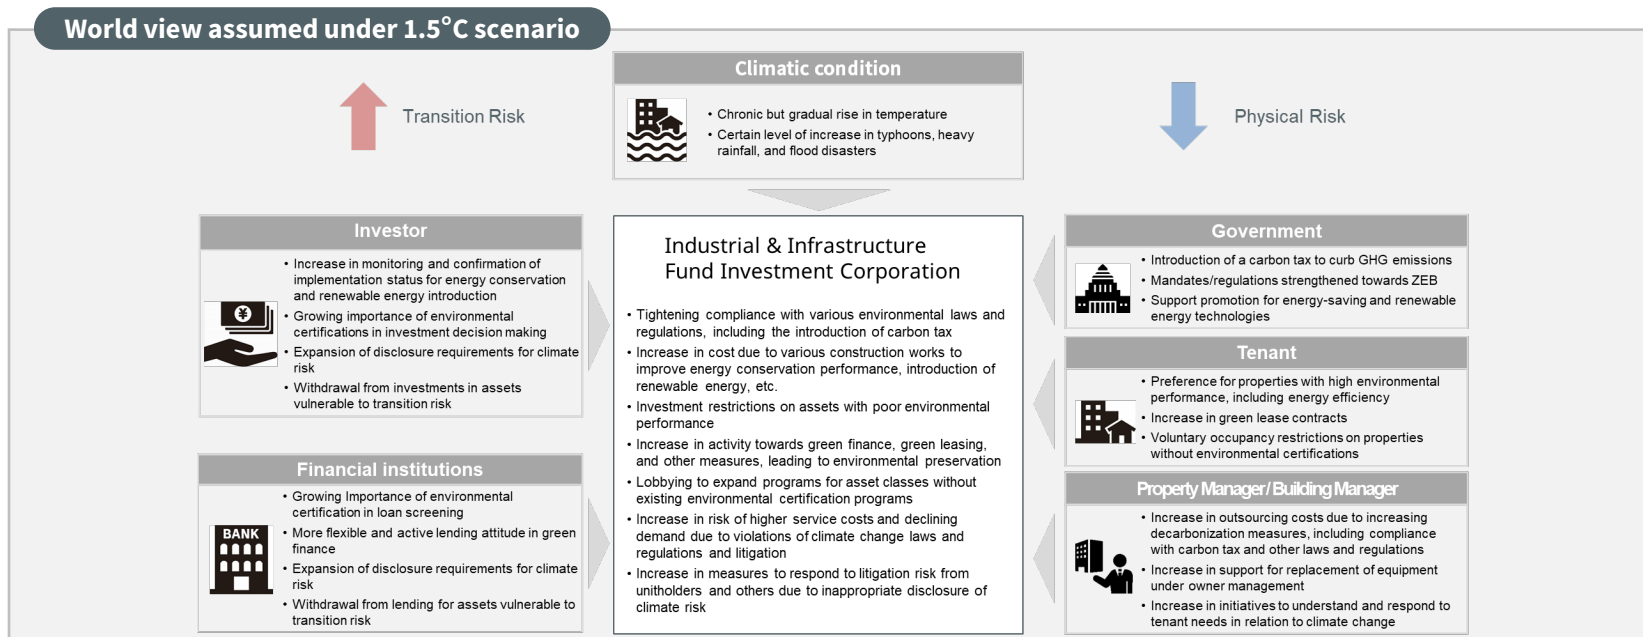 World view assumed under 1.5°C scenario
Transition Risk
Climatic condition
• Chronic but gradual rise in temperature
• Certain level of increase in typhoons, heavy
rainfall, and flood disasters
Physical Risk
Investor
• Increase in monitoring and confirmation of
implementation status for energy conservation
and renewable energy introduction
• Growing importance of environmental
certifications in investment decision making
• Expansion of disclosure requirements for climate
risk
• Withdrawal from investments in assets
vulnerable to transition risk
¥
Financial institutions
• Growing Importance of environmental
certification in loan screening
• More flexible and active lending attitude in green
finance
• Expansion of disclosure requirements for climate
risk
• Withdrawal from lending for assets vulnerable to
transition risk
BANK
Industrial & Infrastructure
Fund Investment Corporation
• Tightening compliance with various environmental laws and
regulations, including the introduction of carbon tax
• Increase in cost due to various construction works to
improve energy conservation performance, introduction of
renewable energy, etc.
• Investment restrictions on assets with poor environmental
performance
• Increase in activity towards green finance, green leasing,
and other measures, leading to environmental preservation
• Lobbying to expand programs for asset classes without
existing environmental certification programs
• Increase in risk of higher service costs and declining
demand due to violations of climate change laws and
regulations and litigation
• Increase in measures to respond to litigation risk from
unitholders and others due to inappropriate disclosure of
climate risk
Government
• Introduction of a carbon tax to curb GHG emissions
• Mandates/regulations strengthened towards ZEB
• Support promotion for energy-saving and renewable
energy technologies
Tenant
• Preference for properties with high environmental
performance, including energy efficiency
• Increase in green lease contracts
• Voluntary occupancy restrictions on properties
without environmental certifications
Property Manager/Building Manager
• Increase in outsourcing costs due to increasing
decarbonization measures, including compliance
with carbon tax and other laws and regulations
• Increase in support for replacement of equipment
under owner management
• Increase in initiatives to understand and respond to
tenant needs in relation to climate change